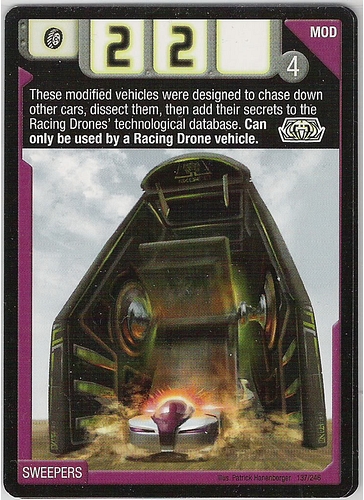 MOD
2 2
4
These modified vehicles were designed to chase down
other cars, dissect them, then add their secrets to the
Racing Drones' technological database. Can
only be used by a Racing Drone vehicle.
SWEEPERS
Illus. Patrick Hanenberger 137/246